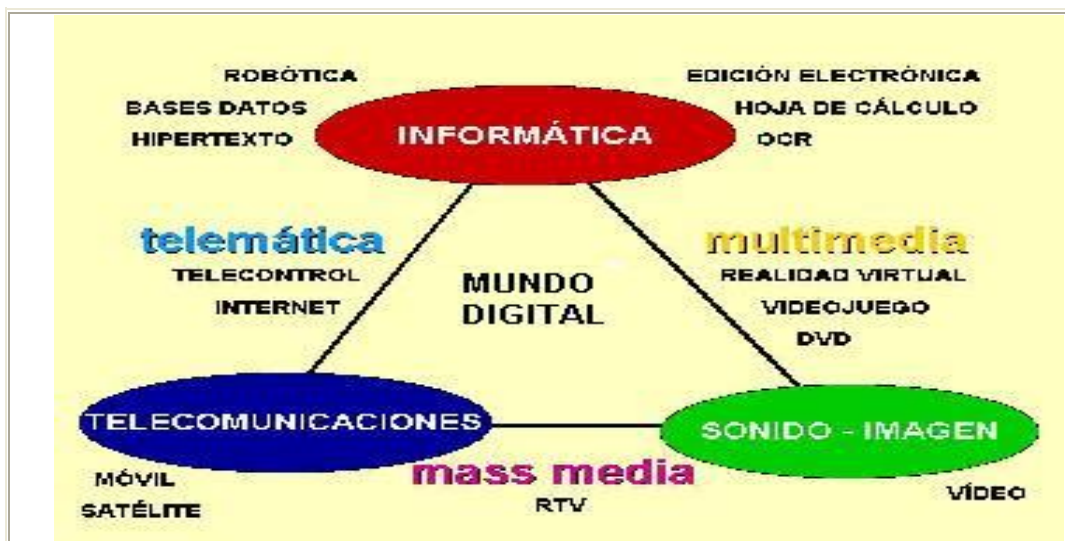 ROBÓTICA
BASES DATOS
HIPERTEXTO
INFORMÁTICA
EDICIÓN ELECTRÓNICA
HOJA DE CÁLCULO
OCR
telemática
TELECONTROL
INTERNET
MUNDO
DIGITAL
multimedia
REALIDAD VIRTUAL
VIDEOJUEGO
DVD
TELECOMUNICACIONES
SONIDO - IMAGEN
MÓVIL
SATÉLITE
mass media
RTV
VÍDEO